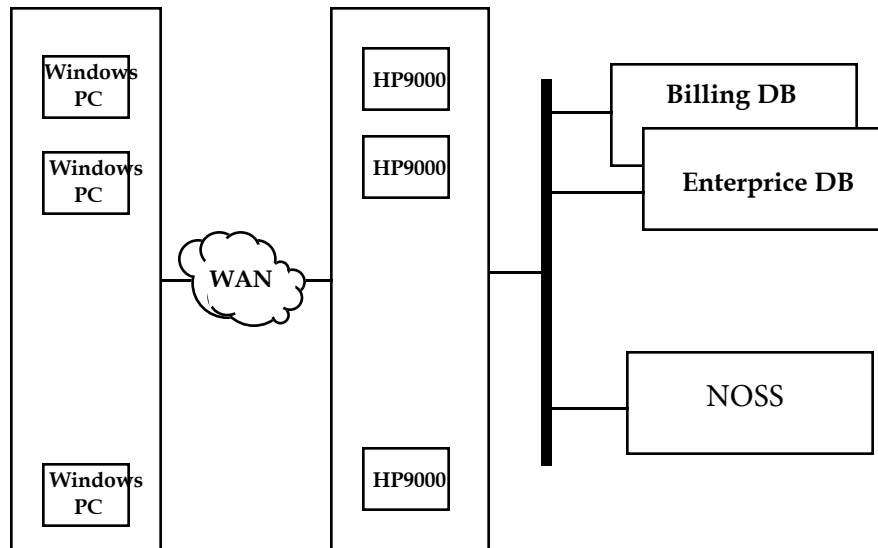 Windows
PC
Windows
PC
Windows
PC
WAN
HP9000
HP9000
HP9000
Billing DB
Enterprice DB
NOSS